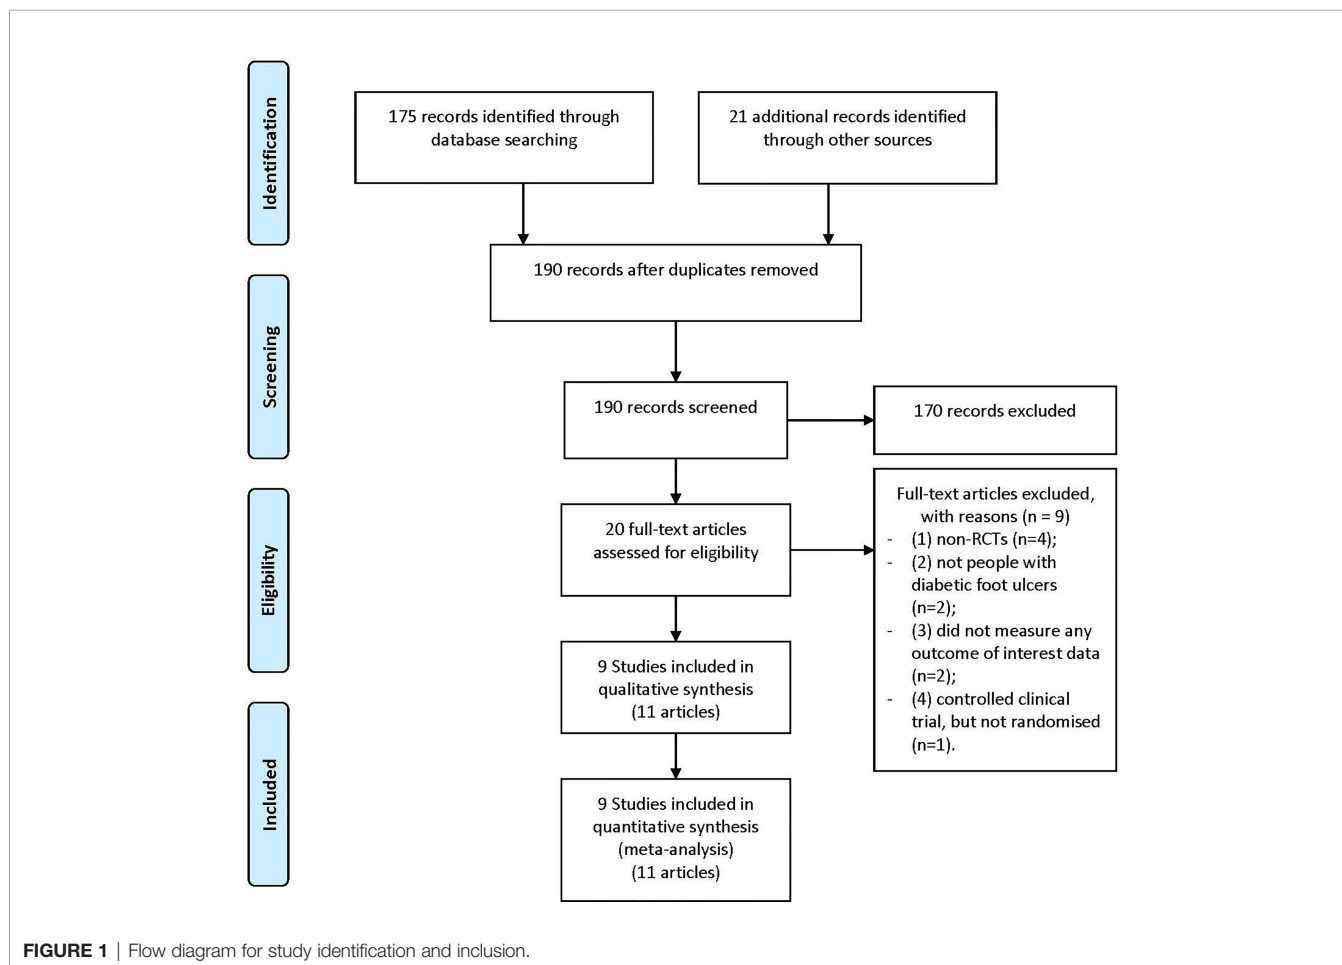 Identification
175 records identified through
database searching
21 additional records identified
through other sources
190 records after duplicates removed
Screening
190 records screened
170 records excluded
Eligibility
20 full-text articles
assessed for eligibility
Full-text articles excluded,
with reasons (n = 9)
- (1) non-RCTs (n=4);
- (2) not people with
diabetic foot ulcers
(n=2);
- (3) did not measure any
outcome of interest data
(n=2);
- (4) controlled clinical
trial, but not randomised
(n=1).
9 Studies included in
qualitative synthesis
(11 articles)
Included
9 Studies included in
quantitative synthesis
(meta-analysis)
(11 articles)
FIGURE 1 | Flow diagram for study identification and inclusion.